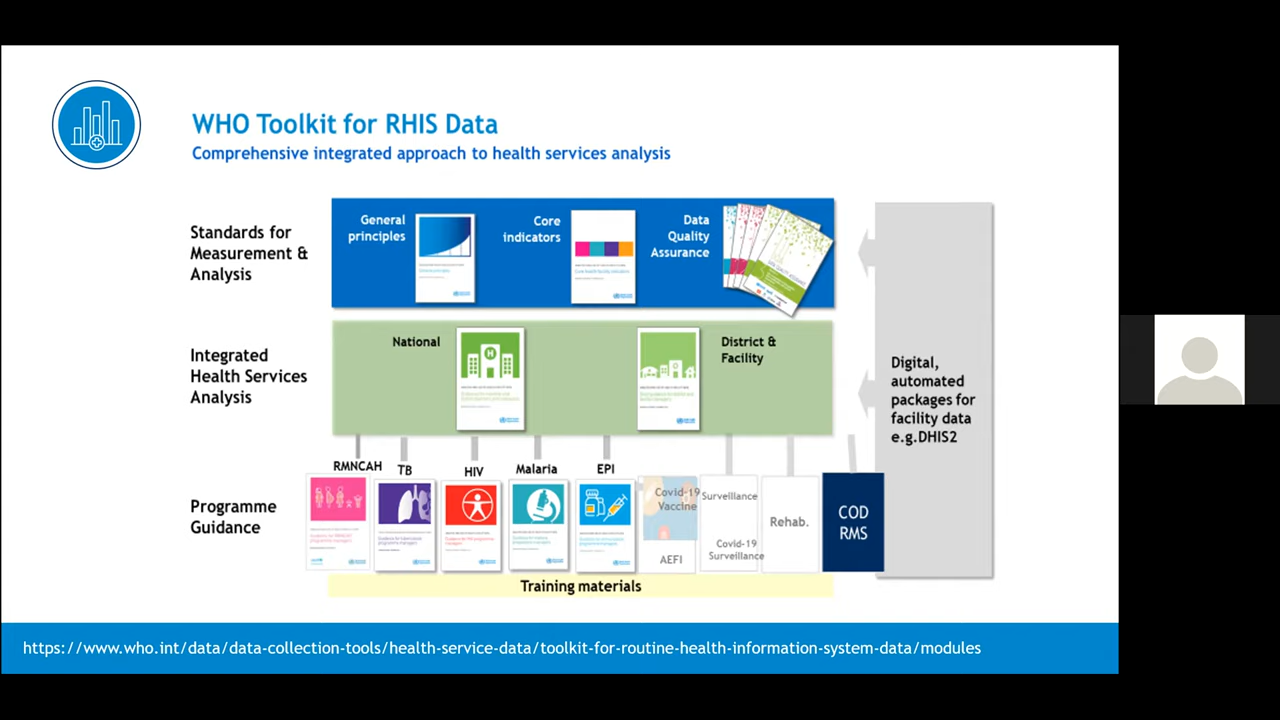 WHO Toolkit for RHIS Data
Comprehensive integrated approach to health services analysis
Standards for
Measurement &
Analysis
General
principles
Core
indicators
Data
Quality
Assurance
Integrated
Health Services
Analysis
National
District &
Facility
Digital,
automated
packages for
facility data
e.g.DHIS2
Programme
Guidance
RMNCAH
TB
HIV
Malaria
EPI
Covid-19
Vaccine
AEFI
Surveillance
Covid-19
Surveillance
Rehab.
COD
RMS
Training materials
https://www.who.int/data/data-collection-tools/health-service-data/toolkit-for-routine-health-information-system-data/modules